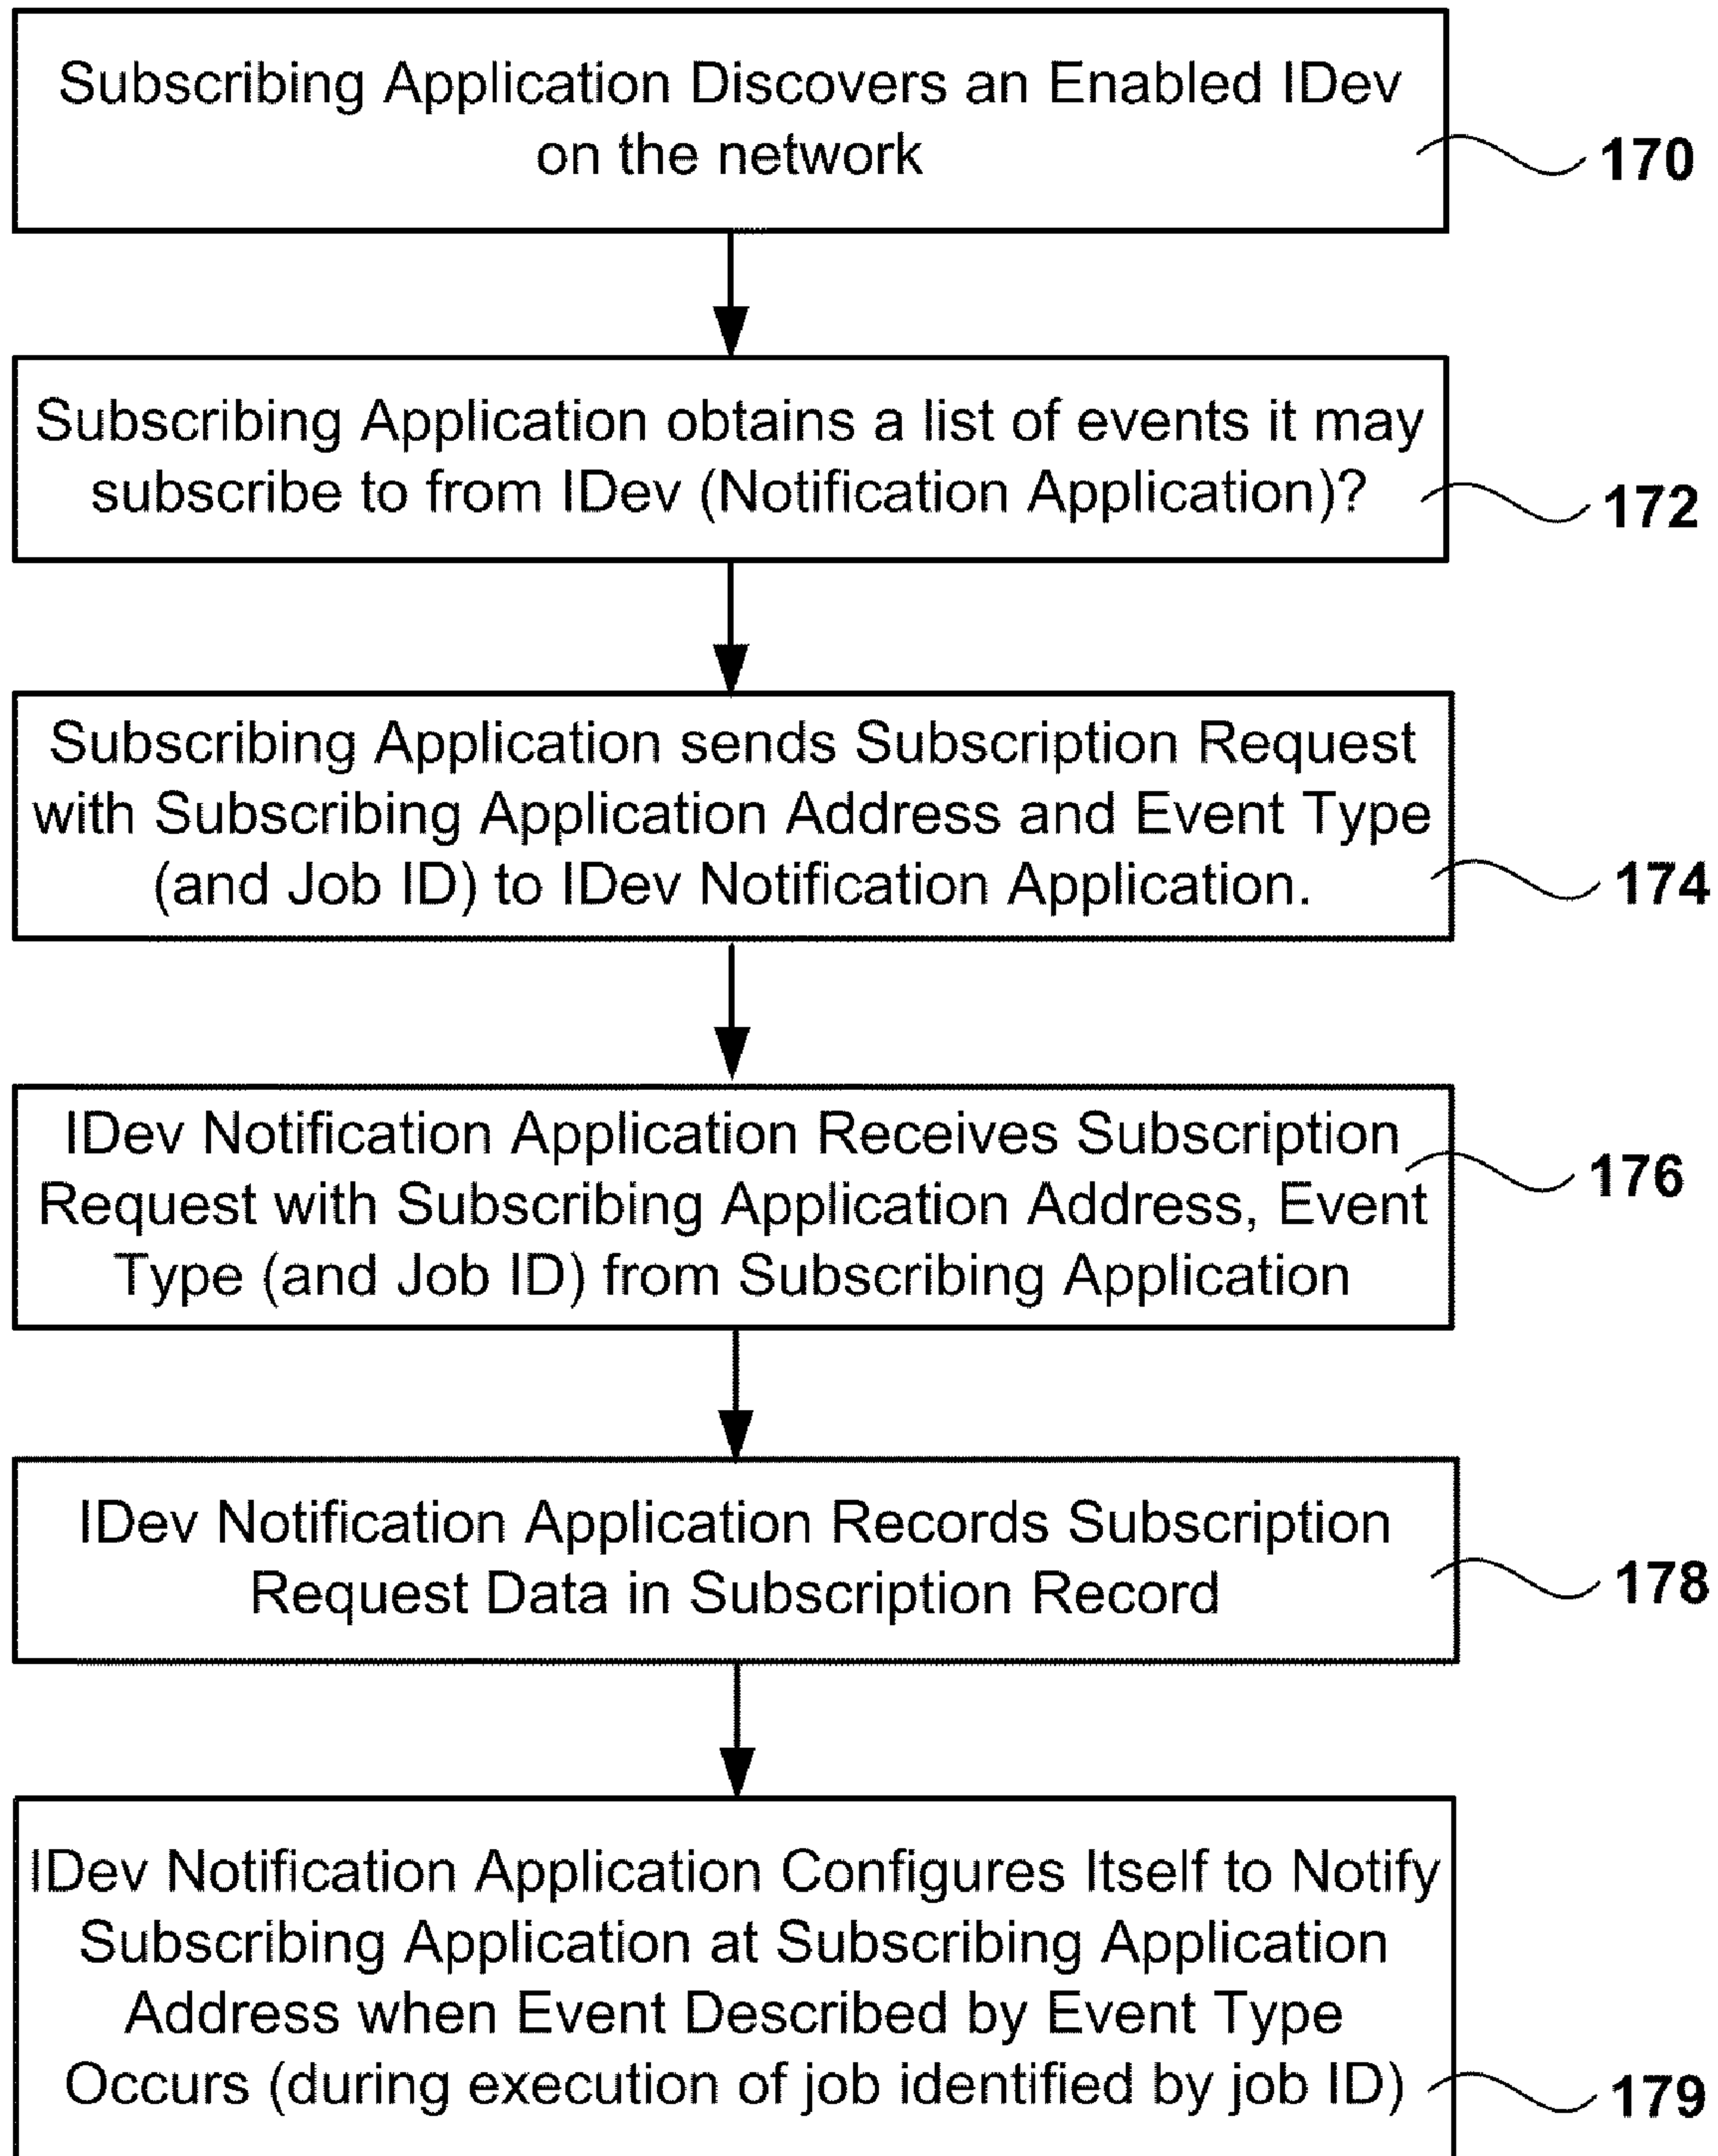 Subscribing Application Discovers an Enabled IDev
on the network
170
Subscribing Application obtains a list of events it may
subscribe to from IDev (Notification Application)?
172
Subscribing Application sends Subscription Request
with Subscribing Application Address and Event Type
(and Job ID) to IDev Notification Application.
174
IDev Notification Application Receives Subscription
Request with Subscribing Application Address, Event
Type (and Job ID) from Subscribing Application
176
IDev Notification Application Records Subscription
Request Data in Subscription Record
178
IDev Notification Application Configures Itself to Notify
Subscribing Application at Subscribing Application
Address when Event Described by Event Type
Occurs (during execution of job identified by job ID)
179